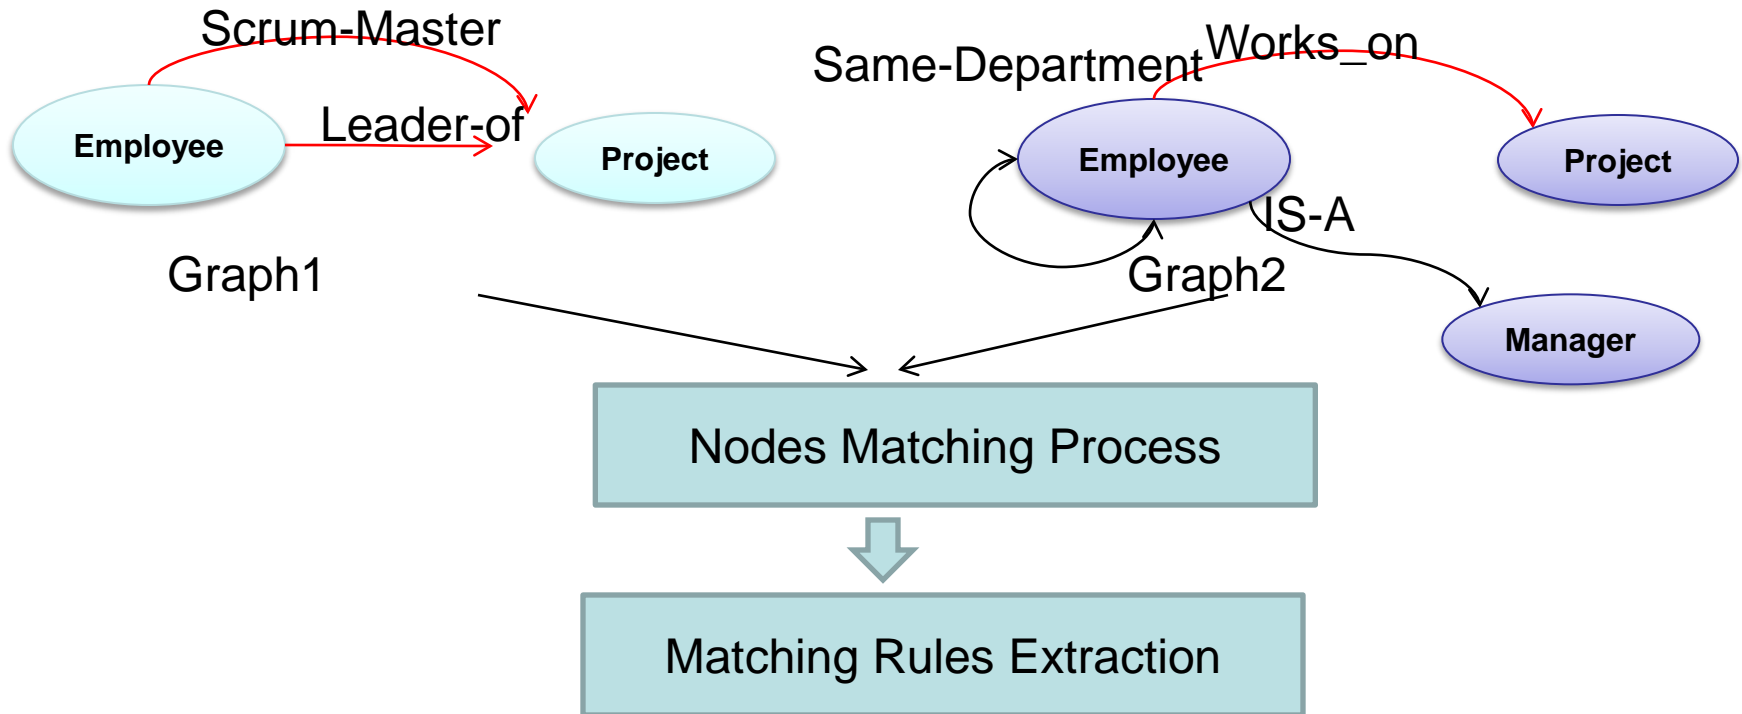 Scrum-Master
Leader-of
Employee
Project
Graph1
Same-Department
Works_on
Employee
Project
IS-A
Graph2
Manager
Nodes Matching Process
Matching Rules Extraction